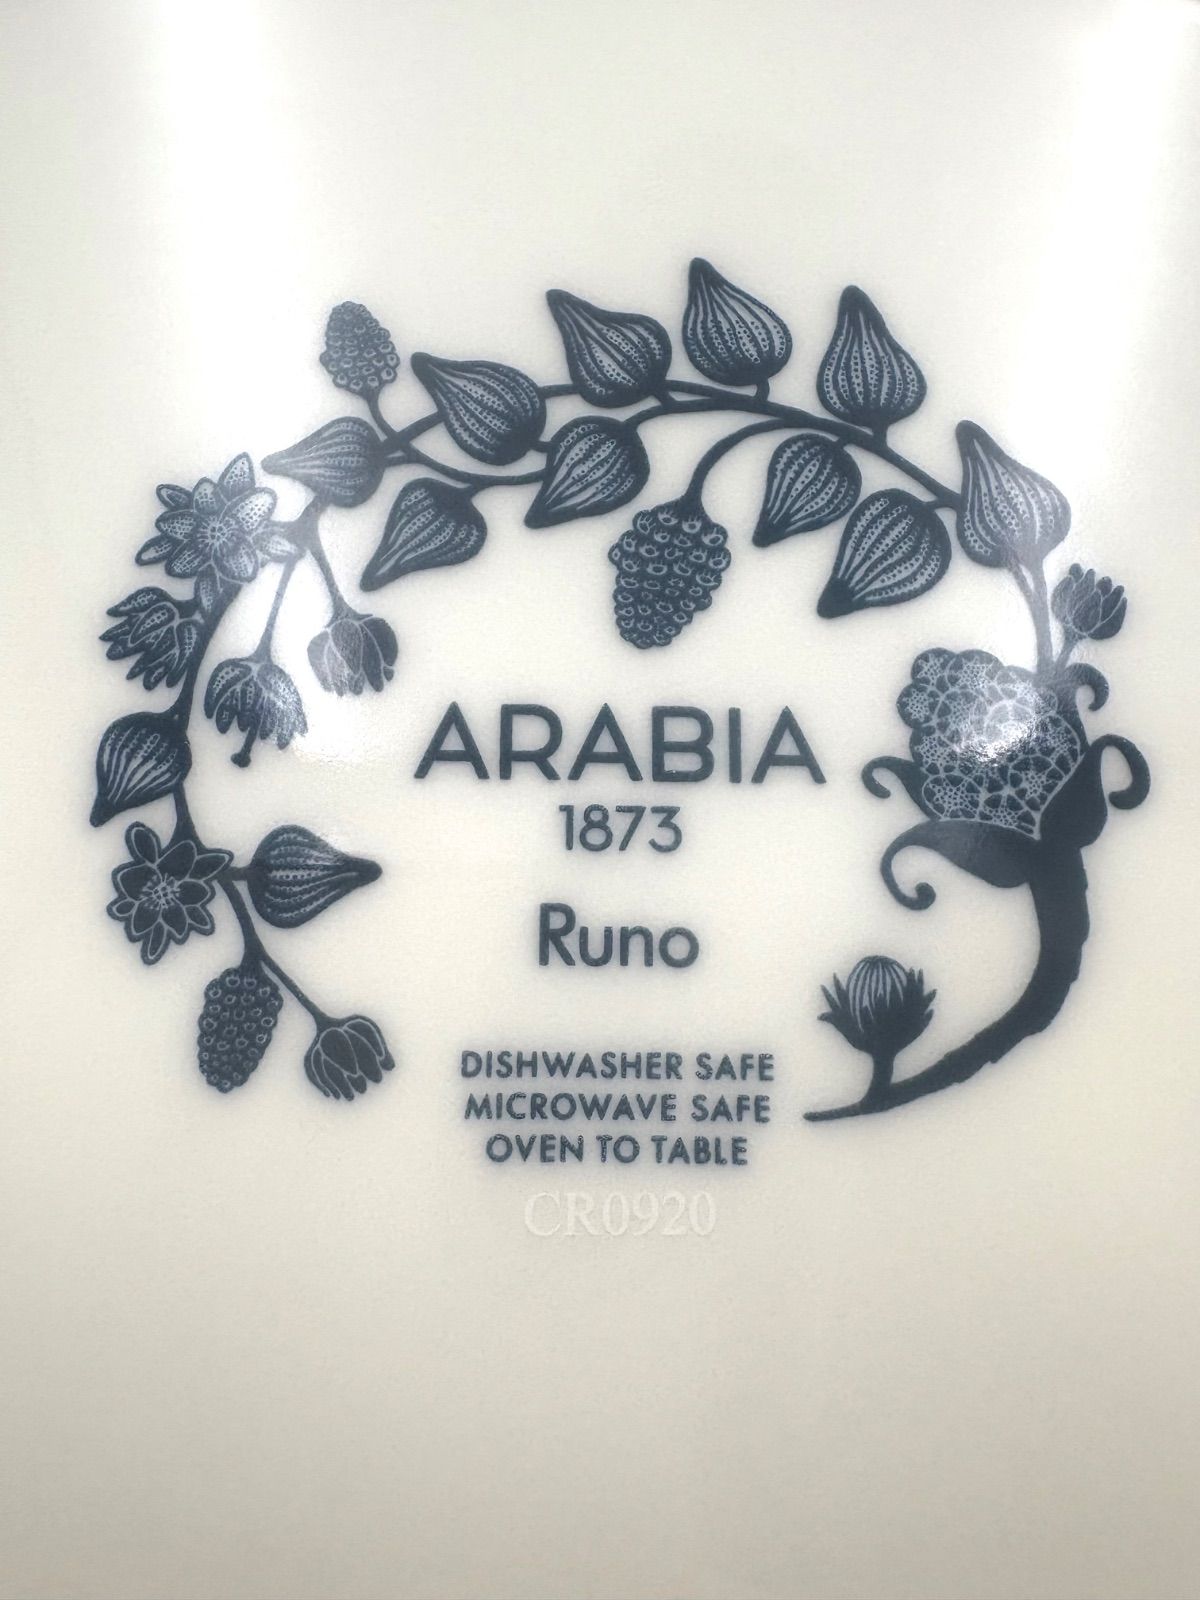 ARABIA
1873
Runo
DISHWASHER SAFE
MICROWAVE SAFE
OVEN TO TABLE
CR0920